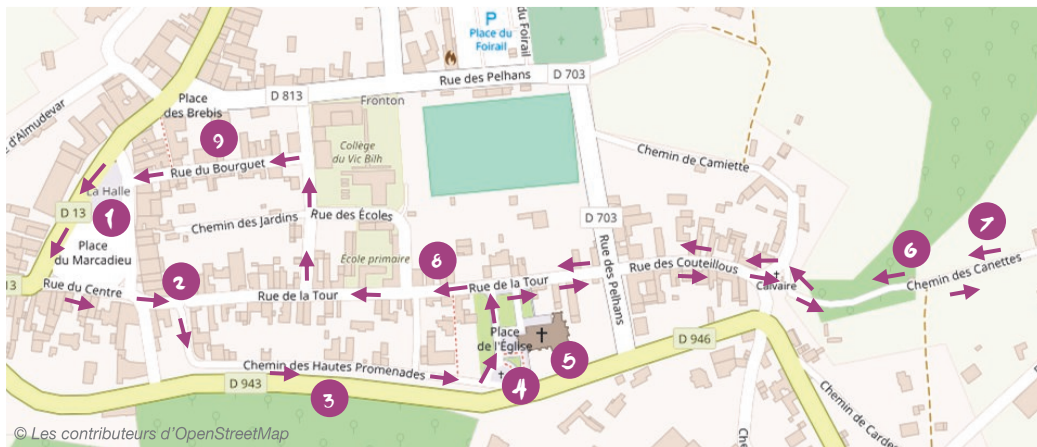 P
Place du
Foirail
du Foirail
Rue des Pelhans
D 703
Place
des Brebis
D 813
Fronton
e d'Almudevar
9
Collège
du Vic Bilh
Rue du Bourguet
Chemin de Camiette
La Halle
D 13
1
Chemin des Jardins
Rue des Écoles
D 703
7
Place
du Marcadieu
École primaire
8
Rue des Pelhans
6
Rue des Couteillous
13
Rue du Centre
2
Rue de la Tour
Rue de la Tour
Calvaire
Chemin des Canettes
Place
de l'Église
5
D 946
Chemin des Hautes Promenades
4
D 943
3
Chemin de Cardes
© Les contributeurs d'OpenStreetMap